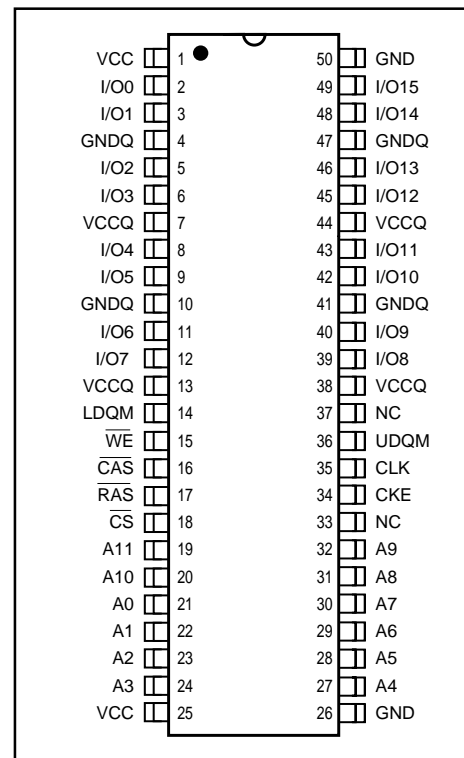 VCC 1 50 GND
I/O0 2 49 I/O15
I/O1 3 48 I/O14
GNDQ 4 47 GNDQ
I/O2 5 46 I/O13
I/O3 6 45 I/O12
VCCQ 7 44 VCCQ
I/O4 8 43 I/O11
I/O5 9 42 I/O10
GNDQ 10 41 GNDQ
I/O6 11 40 I/O9
I/O7 12 39 I/O8
VCCQ 13 38 VCCQ
LDQM 14 37 NC
WE 15 36 UDQM
CAS 16 35 CLK
RAS 17 34 CKE
CS 18 33 NC
A11 19 32 A9
A10 20 31 A8
A0 21 30 A7
A1 22 29 A6
A2 23 28 A5
A3 24 27 A4
VCC 25 26 GND